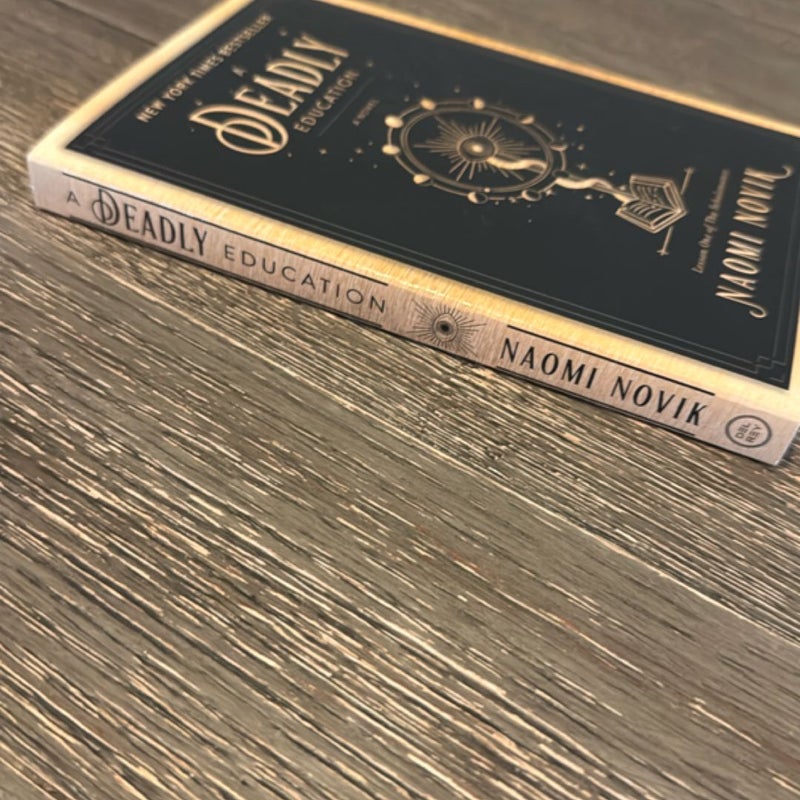 NEW YORK TIMES BESTSELLER
A
DEADLY
EDUCATION
A NOVEL
Lesson One of The Scholomance
NAOMI NOVIK
A DEADLY EDUCATION
NAOMI NOVIK
DEL
REY